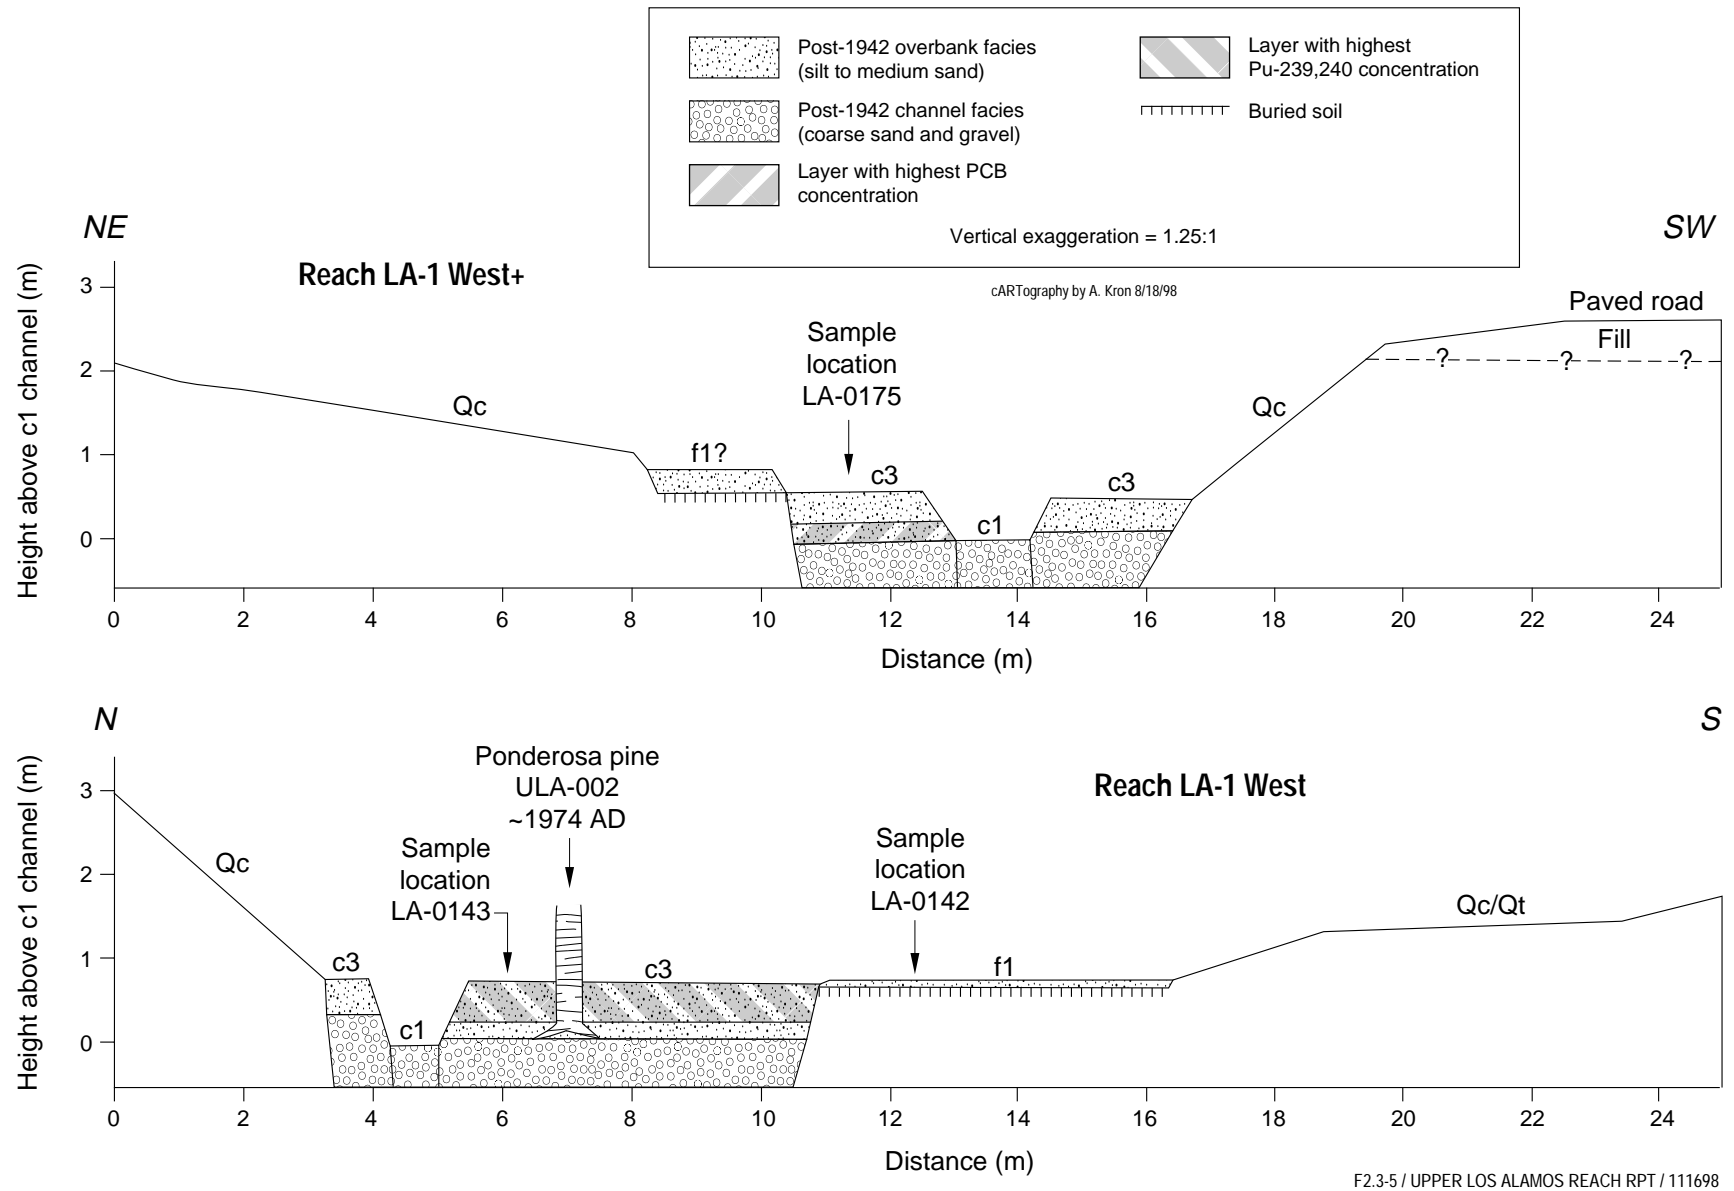 Post-1942 overbank facies
(silt to medium sand)
Post-1942 channel facies
(coarse sand and gravel)
Layer with highest PCB
concentration
Layer with highest
Pu-239,240 concentration
Buried soil
Vertical exaggeration = 1.25:1
cARTography by A. Kron 8/18/98
NE
SW
Reach LA-1 West+
Height above c1 channel (m)
3
2
1
0
Paved road
Fill
? ? ?
Sample
location
LA-0175
Qc
Qc
f1?
c3
c3
c1
0 2 4 6 8 10 12 14 16 18 20 22 24
Distance (m)
N
S
Reach LA-1 West
Height above c1 channel (m)
3
2
1
0
Ponderosa pine
ULA-002
~1974 AD
Sample
location
LA-0143
Sample
location
LA-0142
Qc
Qc/Qt
c3
c3
f1
c1
0 2 4 6 8 10 12 14 16 18 20 22 24
Distance (m)
F2.3-5 / UPPER LOS ALAMOS REACH RPT / 111698